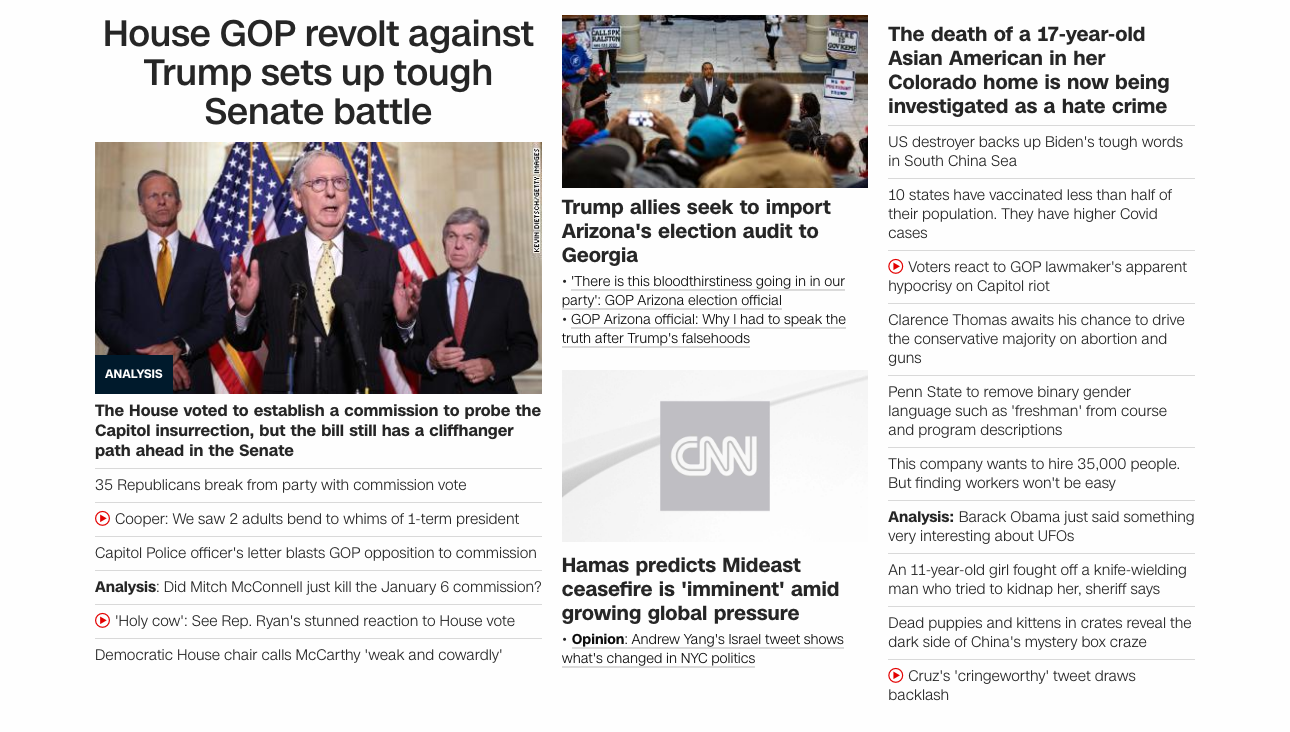 House GOP revolt against
Trump sets up tough
Senate battle
KEVIN DIETSCH/GETTY IMAGES
ANALYSIS
The House voted to establish a commission to probe the
Capitol insurrection, but the bill still has a cliffhanger
path ahead in the Senate
35 Republicans break from party with commission vote
Cooper: We saw 2 adults bend to whims of 1-term president
Capitol Police officer's letter blasts GOP opposition to commission
Analysis: Did Mitch McConnell just kill the January 6 commission?
'Holy cow': See Rep. Ryan's stunned reaction to House vote
Democratic House chair calls McCarthy 'weak and cowardly'
CALL SPK
RALSTON
WHERE IS
GOV KEMP
Trump allies seek to import
Arizona's election audit to
Georgia
• 'There is this bloodthirstiness going in in our
party': GOP Arizona election official
• GOP Arizona official: Why I had to speak the
truth after Trump's falsehoods
CNN
Hamas predicts Mideast
ceasefire is 'imminent' amid
growing global pressure
• Opinion: Andrew Yang's Israel tweet shows
what's changed in NYC politics
The death of a 17-year-old
Asian American in her
Colorado home is now being
investigated as a hate crime
US destroyer backs up Biden's tough words
in South China Sea
10 states have vaccinated less than half of
their population. They have higher Covid
cases
Voters react to GOP lawmaker's apparent
hypocrisy on Capitol riot
Clarence Thomas awaits his chance to drive
the conservative majority on abortion and
guns
Penn State to remove binary gender
language such as 'freshman' from course
and program descriptions
This company wants to hire 35,000 people.
But finding workers won't be easy
Analysis: Barack Obama just said something
very interesting about UFOs
An 11-year-old girl fought off a knife-wielding
man who tried to kidnap her, sheriff says
Dead puppies and kittens in crates reveal the
dark side of China's mystery box craze
Cruz's 'cringeworthy' tweet draws
backlash